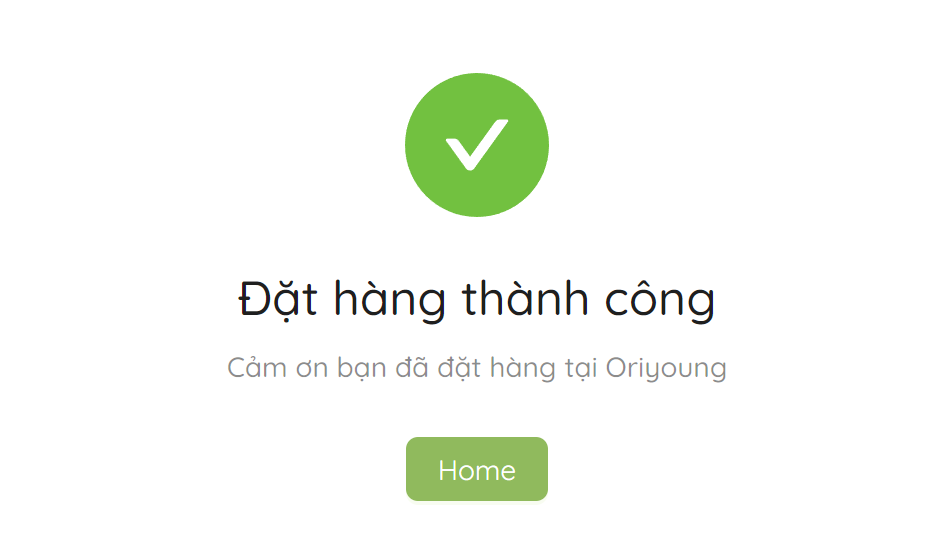 Đặt hàng thành công
Cảm ơn bạn đã đặt hàng tại Oriyoung
Home